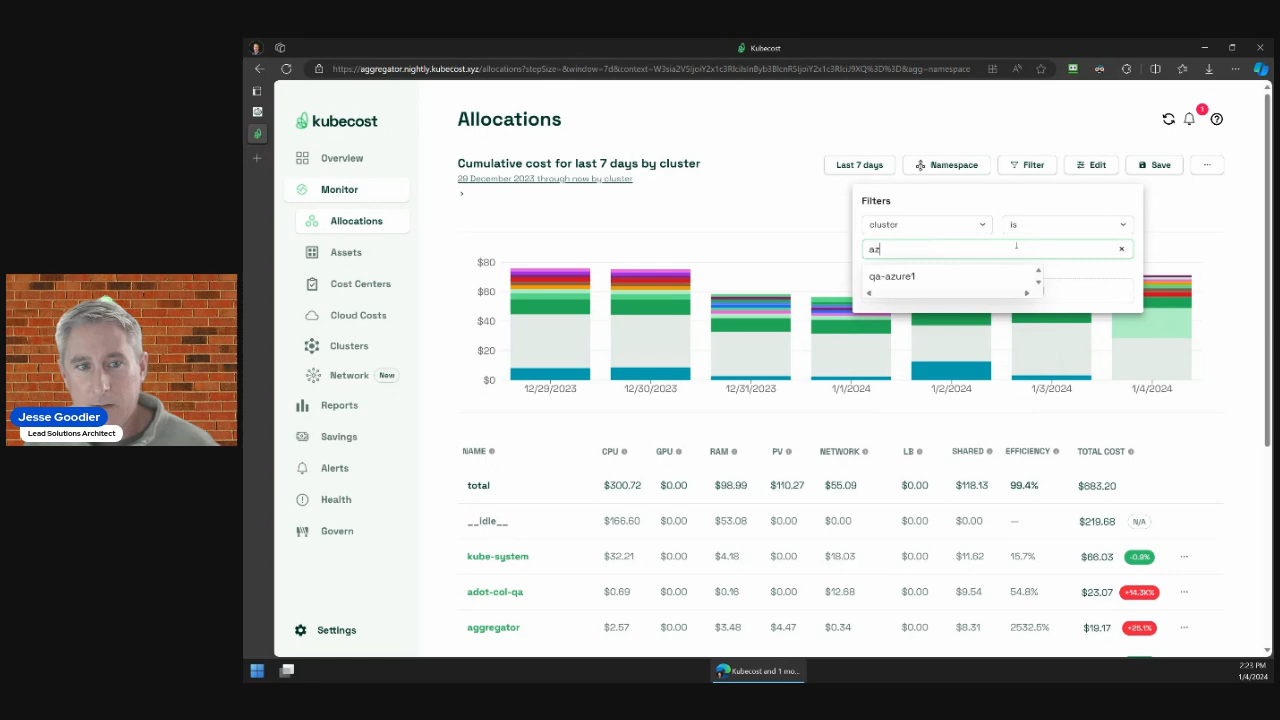 Kubecost
https://aggregator.nightly.kubecost.xyz/allocations?stepSize=&window=7d&context=
&agg=namespace
kubecost
Overview
Monitor
Allocations
Assets
Cost Centers
Cloud Costs
Clusters
Network New
Reports
Savings
Alerts
Health
Govern
Settings
Allocations
1
Cumulative cost for last 7 days by cluster
29 December 2023 through now by cluster
Last 7 days
Namespace
Filter
Edit
Save
Filters
cluster
is
az
qa-azure1
$80
$60
$40
$20
$0
12/29/2023
12/30/2023
12/31/2023
1/1/2024
1/2/2024
1/3/2024
1/4/2024
NAME CPU GPU RAM PV NETWORK LB SHARED EFFICIENCY TOTAL COST
total $300.72 $0.00 $98.99 $110.27 $55.09 $0.00 $118.13 99.4% $683.20
__idle__ $166.60 $0.00 $53.08 $0.00 $0.00 $0.00 $0.00 — $219.68 N/A
kube-system $32.21 $0.00 $4.18 $0.00 $18.03 $0.00 $11.62 15.7% $66.03 -0.9%
adot-col-qa $0.69 $0.00 $0.16 $0.00 $12.68 $0.00 $9.54 54.8% $23.07 +14.3K%
aggregator $2.57 $0.00 $3.48 $4.47 $0.34 $0.00 $8.31 2532.5% $19.17 +25.1%
Jesse Goodier
Lead Solutions Architect
Kubecost and 1 mo...
2:23 PM
1/4/2024